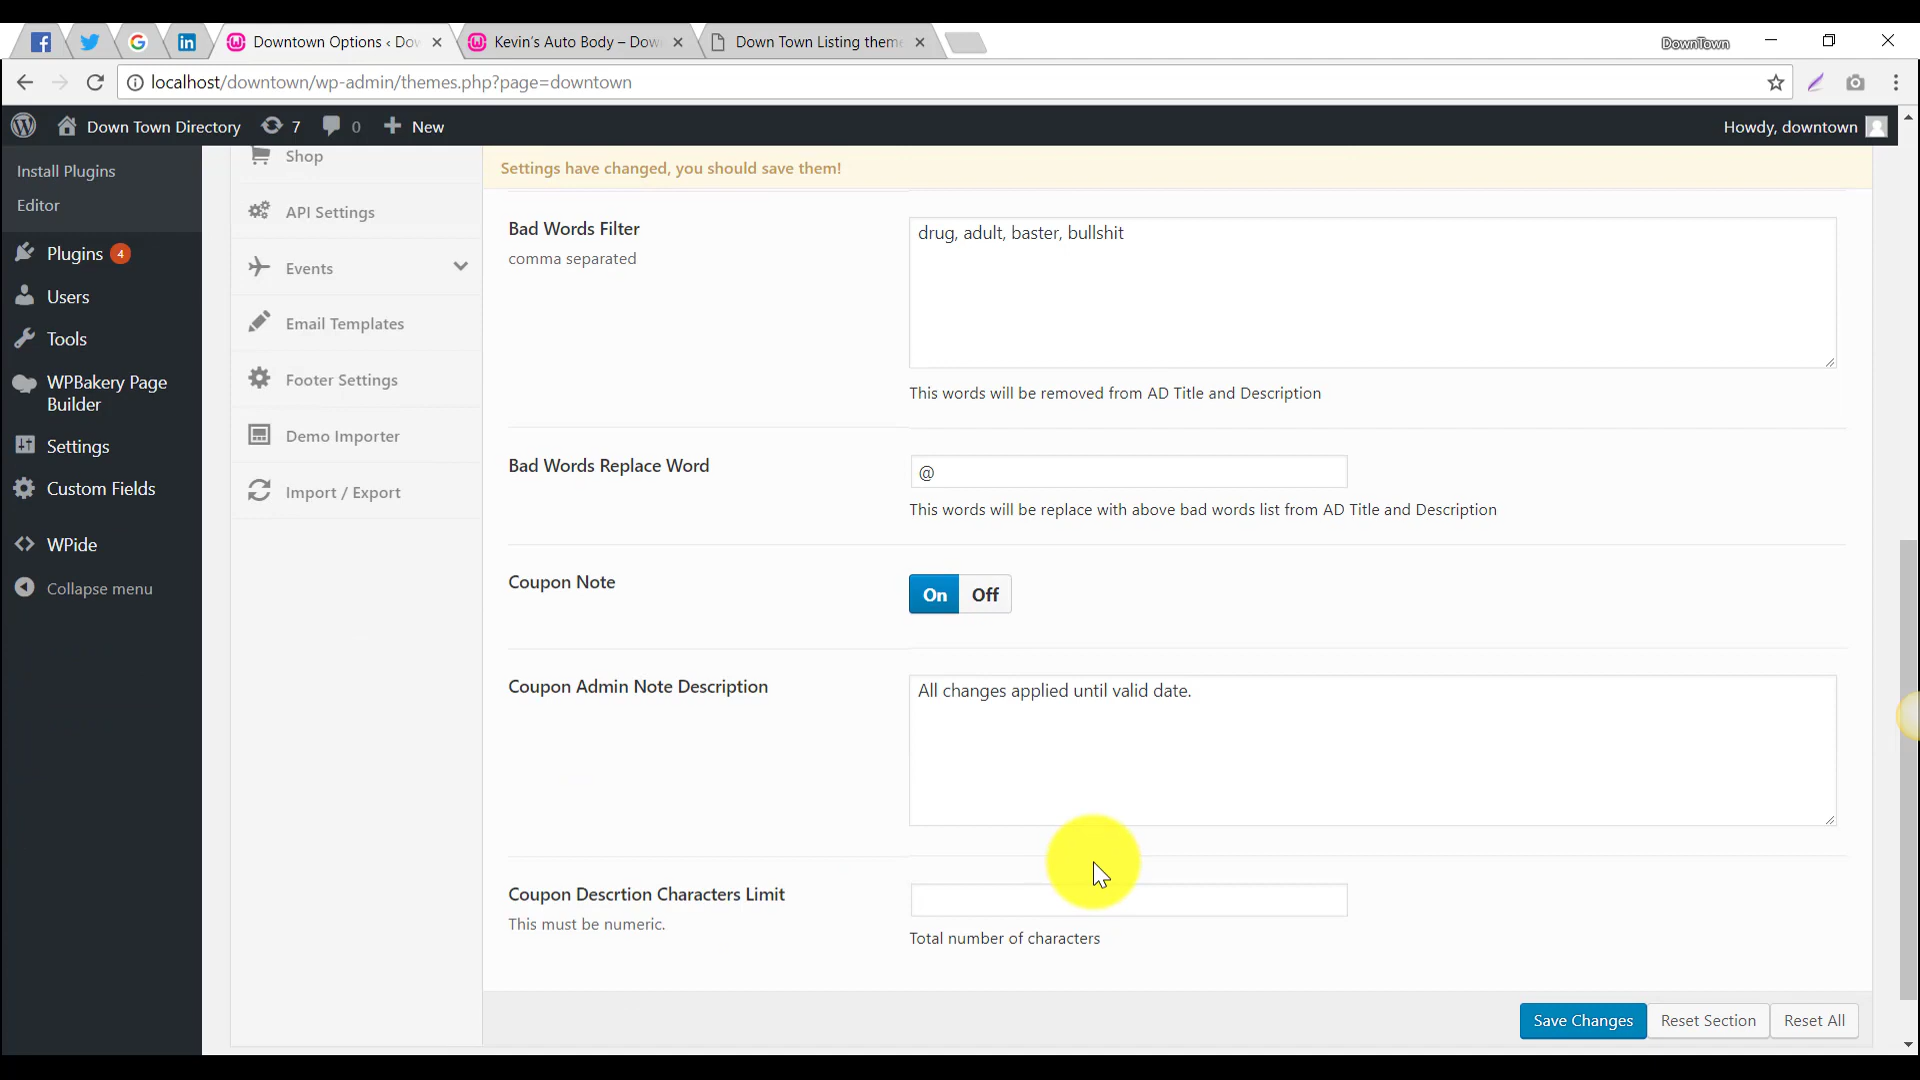 Downtown Options ‹ Dov
Kevin's Auto Body – Dow
Down Town Listing theme
DownTown
localhost/downtown/wp-admin/themes.php?page=downtown
Down Town Directory
7
0
New
Howdy, downtown
Install Plugins
Editor
Plugins 4
Users
Tools
WPBakery Page
Builder
Settings
Custom Fields
WPide
Collapse menu
Shop
API Settings
Events
Email Templates
Footer Settings
Demo Importer
Import / Export
Settings have changed, you should save them!
Bad Words Filter
comma separated
drug, adult, baster, bullshit
This words will be removed from AD Title and Description
Bad Words Replace Word
@
This words will be replace with above bad words list from AD Title and Description
Coupon Note
On Off
Coupon Admin Note Description
All changes applied until valid date.
Coupon Descrtion Characters Limit
This must be numeric.
Total number of characters
Save Changes
Reset Section
Reset All